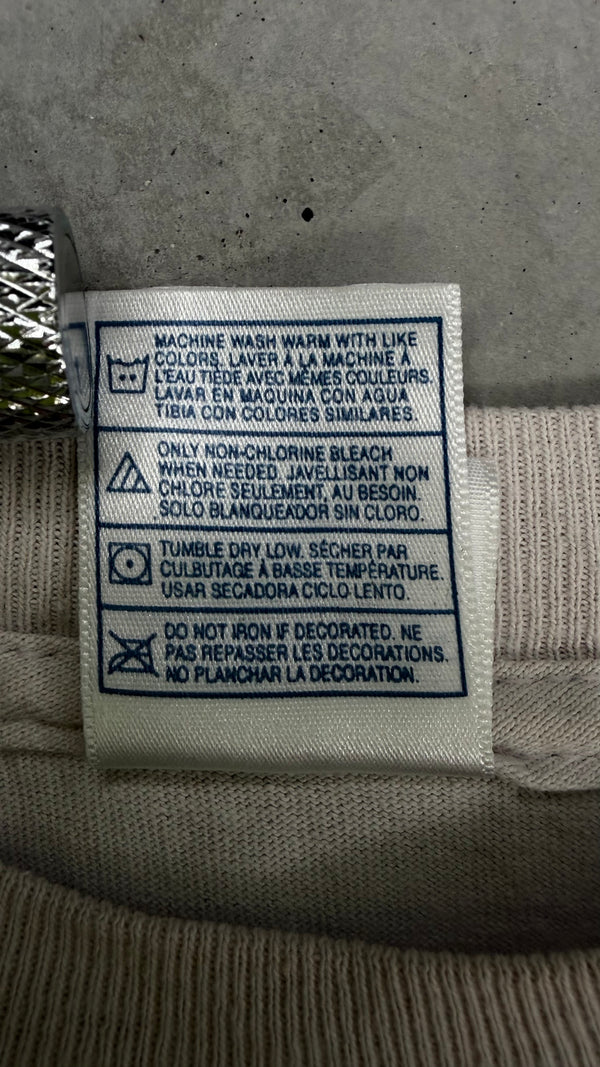 MACHINE WASH WARM WITH LIKE
COLORS. LAVER À LA MACHINE À
L'EAU TIEDE AVEC MÊMES COULEURS.
LAVAR EN MAQUINA CON AGUA
TIBIA CON COLORES SIMILARES.
ONLY NON-CHLORINE BLEACH
WHEN NEEDED. JAVELLISANT NON
CHLORE SEULEMENT, AU BESOIN.
SOLO BLANQUEADOR SIN CLORO.
TUMBLE DRY LOW. SÉCHER PAR
CULBUTAGE À BASSE TEMPÉRATURE.
USAR SECADORA CICLO LENTO.
DO NOT IRON IF DECORATED. NE
PAS REPASSER LES DECORATIONS.
NO PLANCHAR LA DECORATION.